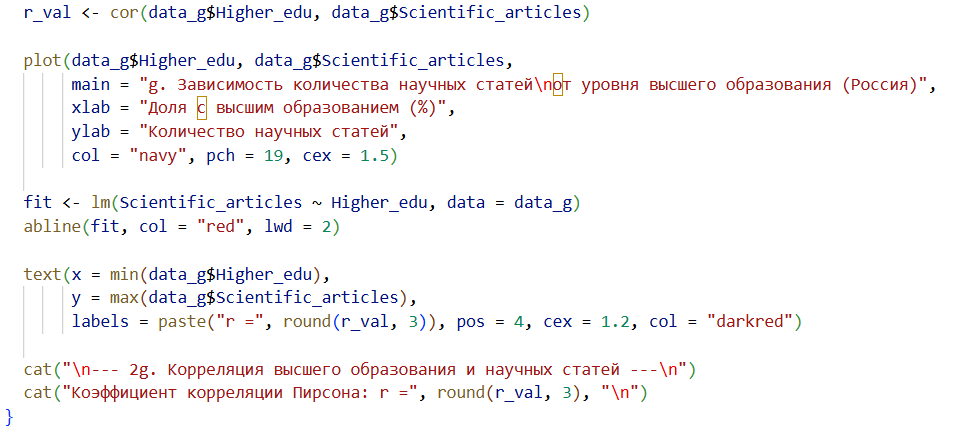 r_val <- cor(data_g$Higher_edu, data_g$Scientific_articles)
plot(data_g$Higher_edu, data_g$Scientific_articles,
main = "g. Зависимость количества научных статей\nот уровня высшего образования (Россия)",
xlab = "Доля с высшим образованием (%)",
ylab = "Количество научных статей",
col = "navy", pch = 19, cex = 1.5)
fit <- lm(Scientific_articles ~ Higher_edu, data = data_g)
abline(fit, col = "red", lwd = 2)
text(x = min(data_g$Higher_edu),
y = max(data_g$Scientific_articles),
labels = paste("r =", round(r_val, 3)), pos = 4, cex = 1.2, col = "darkred")
cat("\n--- 2g. Корреляция высшего образования и научных статей ---\n")
cat("Коэффициент корреляции Пирсона: r =", round(r_val, 3), "\n")
}